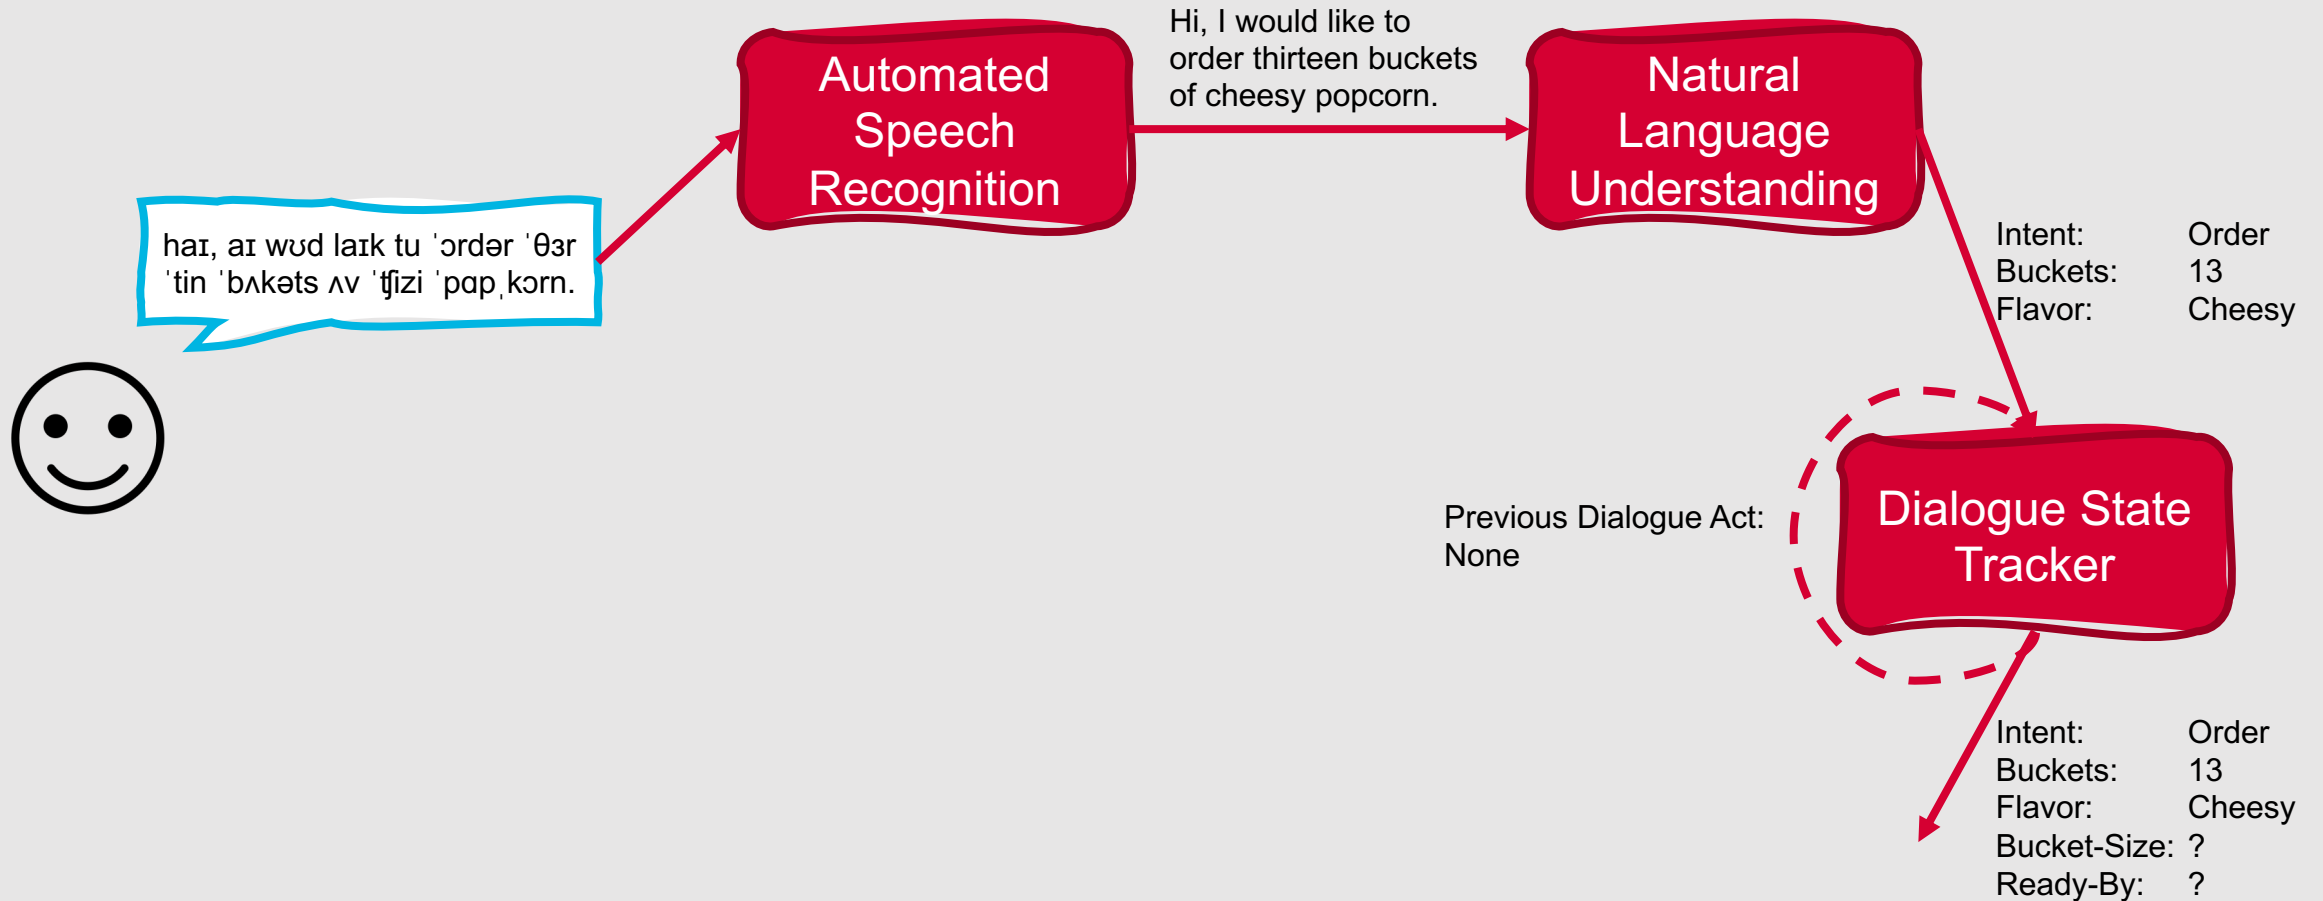 Hi, I would like to
order thirteen buckets
of cheesy popcorn.
Automated
Speech
Recognition
Natural
Language
Understanding
haɪ, aɪ wʊd laɪk tu ˈɔrdər ˈθɜr
ˈtin ˈbʌkəts ʌv ˈʧizi ˈpɑpˌkɔrn.
Intent: Order
Buckets: 13
Flavor: Cheesy
Previous Dialogue Act:
None
Dialogue State
Tracker
Intent: Order
Buckets: 13
Flavor: Cheesy
Bucket-Size: ?
Ready-By: ?